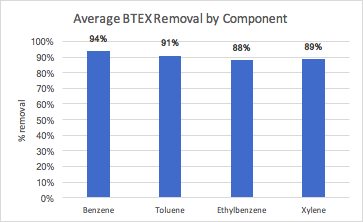 Average BTEX Removal by Component
94%
91%
88%
89%
100%
90%
80%
70%
60%
50%
40%
30%
20%
10%
0%
% removal
Benzene
Toluene
Ethylbenzene
Xylene